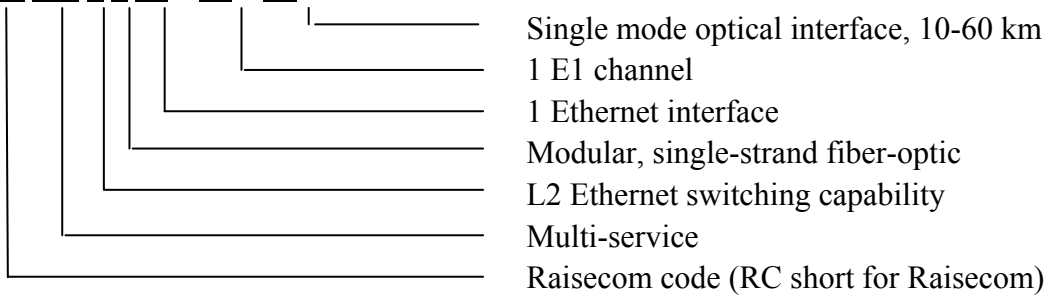 Single mode optical interface, 10-60 km
1 E1 channel
1 Ethernet interface
Modular, single-strand fiber-optic
L2 Ethernet switching capability
Multi-service
Raisecom code (RC short for Raisecom)